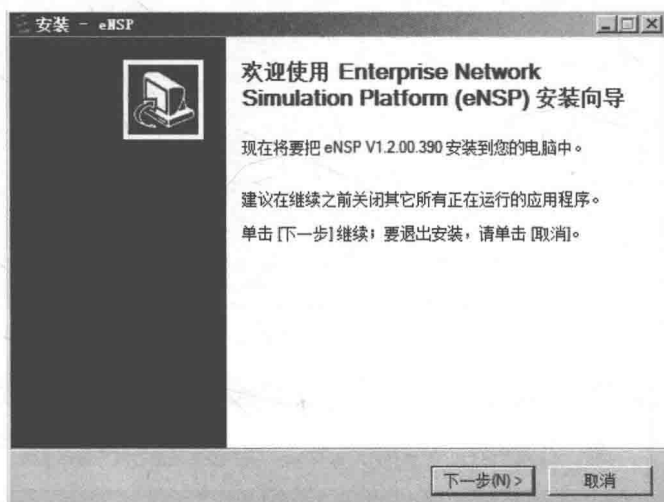 安装 - eNSP
欢迎使用 Enterprise Network
Simulation Platform (eNSP) 安装向导
现在将要把 eNSP V1.2.00.390 安装到您的电脑中。
建议在继续之前关闭其它所有正在运行的应用程序。
单击 [下一步] 继续；要退出安装，请单击 [取消]。
下一步(N) >
取消